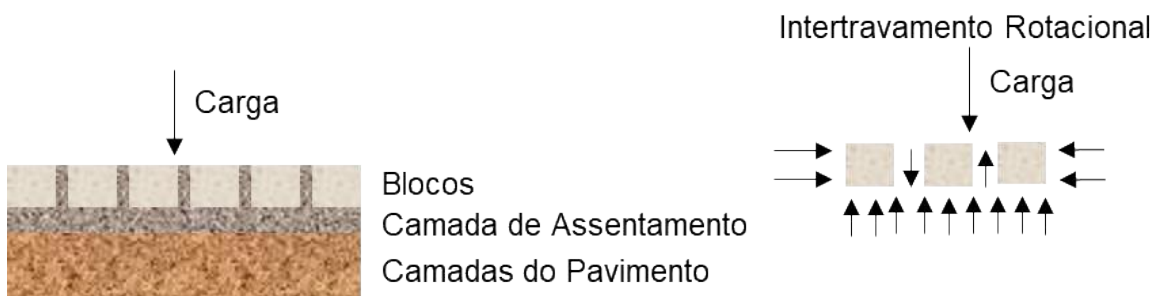 Carga
Blocos
Camada de Assentamento
Camadas do Pavimento
Intertravamento Rotacional
Carga